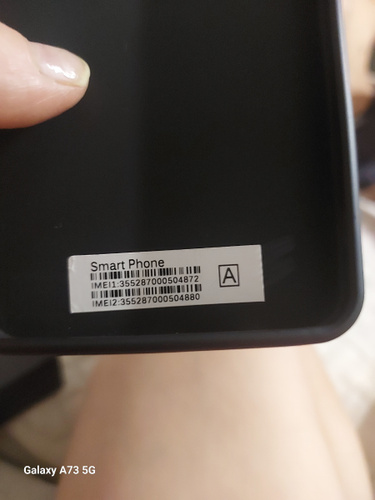 Smart Phone
IMEI1:355287000504872
A
IMEI2:355287000504880
Galaxy A73 5G